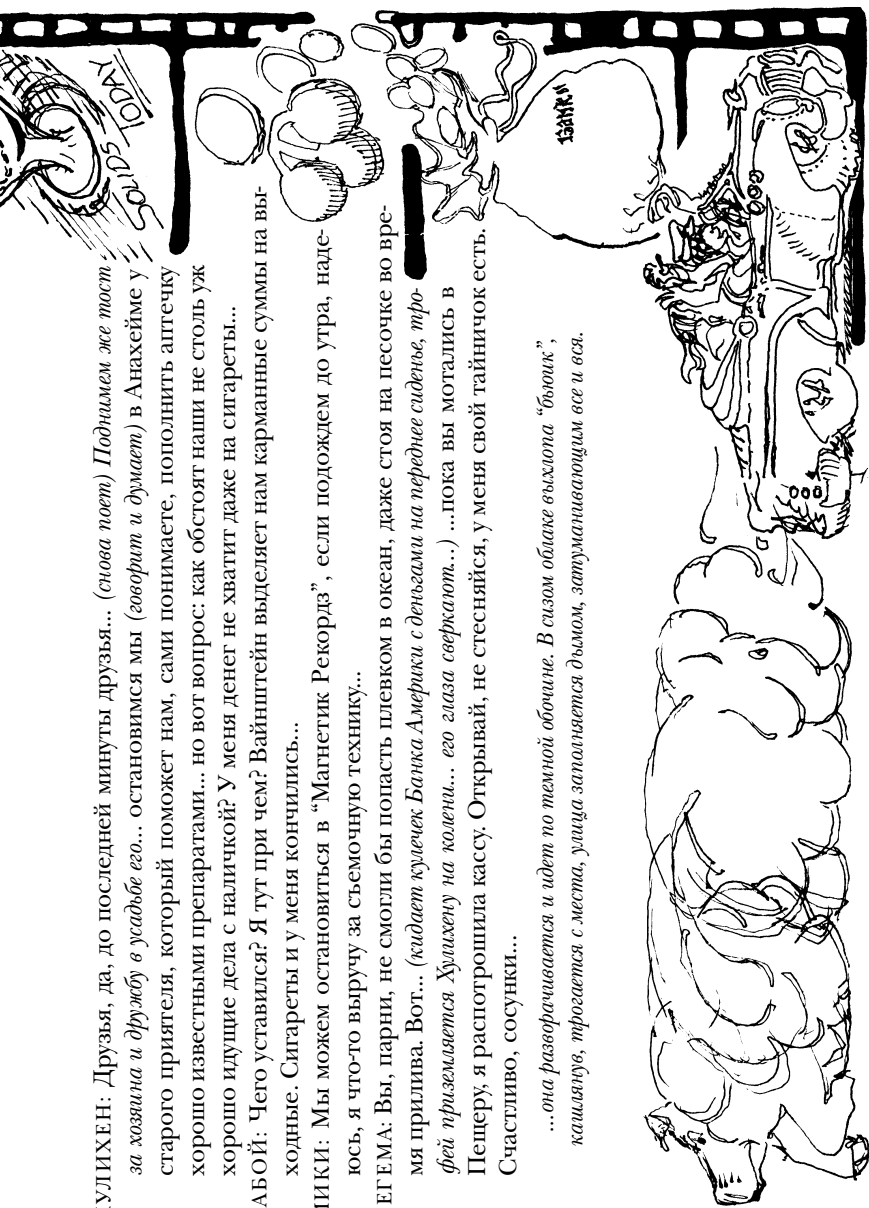 УЛИХЕН: Друзья, да, до последней минуты друзья... (снова поет) Поднимем же тост
за хозяина и дружбу в усадьбе его... остановимся мы (говорит и думает) в Анахейме у
старого приятеля, который поможет нам, сами понимаете, пополнить аптечку
хорошо известными препаратами... но вот вопрос: как обстоят наши не столь уж
хорошо идущие дела с наличкой? У меня денег не хватит даже на сигареты...
АБОЙ: Чего уставился? Я тут при чем? Вайнштейн выделяет нам карманные суммы на вы-
ходные. Сигареты и у меня кончились...
ИКИ: Мы можем остановиться в “Магнетик Рекордз”, если подождем до утра, наде-
юсь, я что-то выручу за съемочную технику...
ЕГЕМА: Вы, парни, не смогли бы попасть плевком в океан, даже стоя на песочке во вре-
мя прилива. Вот... (кидает кулечек Банка Америки с деньгами на переднее сиденье, тро-
фей приземляется Хулихену на колени... его глаза сверкают...) ...пока вы мотались в
Пещеру, я распотрошила кассу. Открывай, не стесняйся, у меня свой тайничок есть.
Счастливо, сосунки...
...она разворачивается и идет по темной обочине. В сизом облаке выхлопа “бьюик”,
кашлянув, трогается с места, улица заполняется дымом, затуманивающим все и вся.
SOLIDS
TODAY